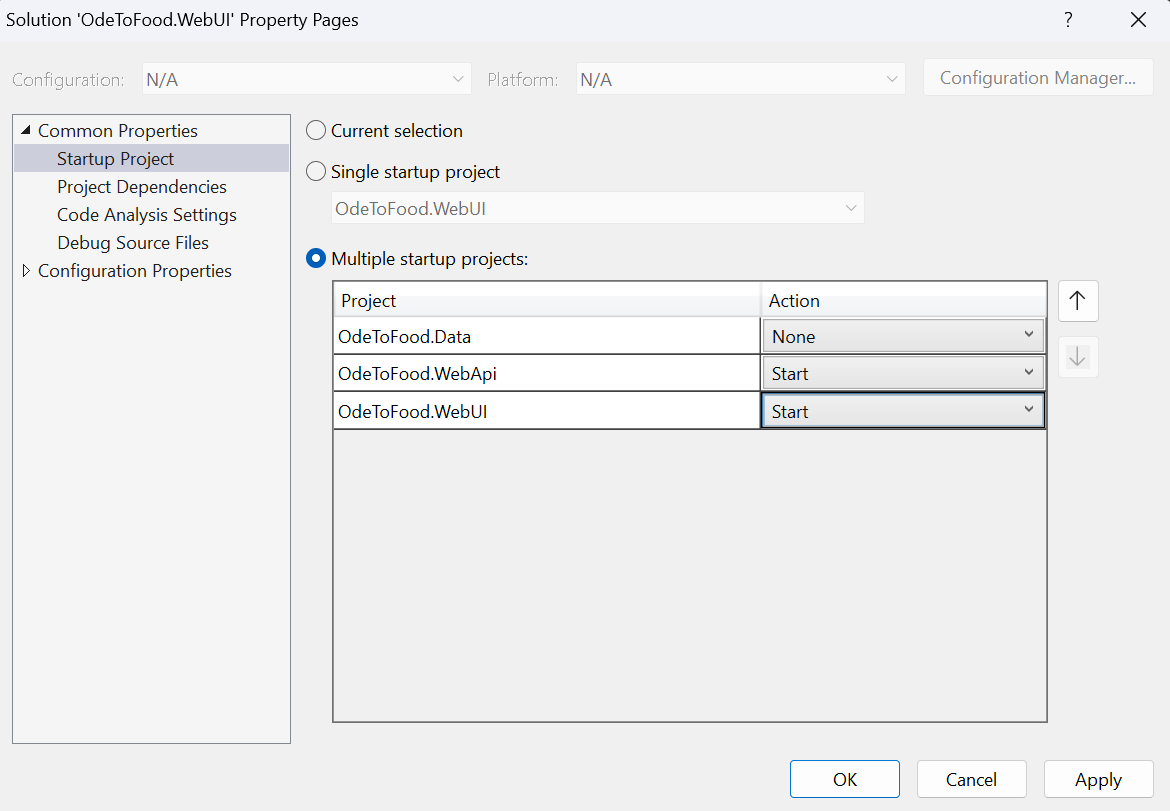 Solution 'OdeToFood.WebUI' Property Pages
?
Configuration: N/A Platform: N/A Configuration Manager...
Common Properties
Startup Project
Project Dependencies
Code Analysis Settings
Debug Source Files
Configuration Properties
Current selection
Single startup project
OdeToFood.WebUI
Multiple startup projects:
Project Action
OdeToFood.Data None
OdeToFood.WebApi Start
OdeToFood.WebUI Start
OK Cancel Apply